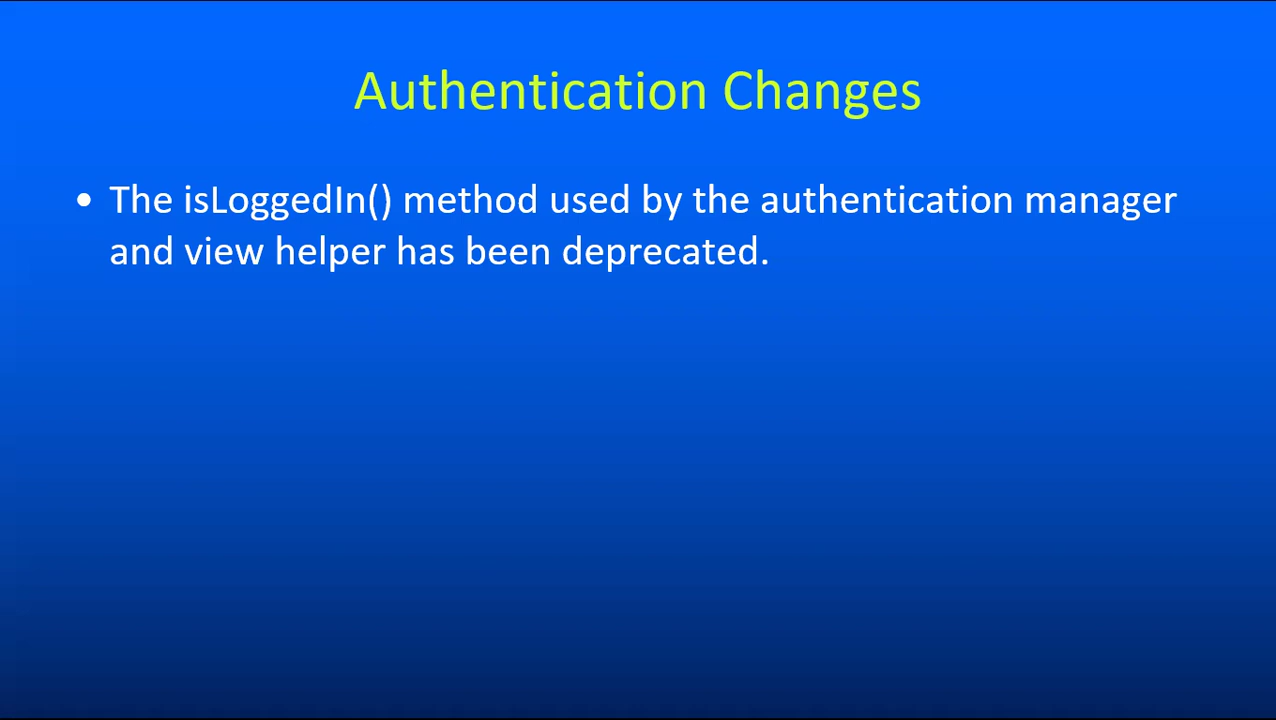 Authentication Changes
• The isLoggedIn() method used by the authentication manager
and view helper has been deprecated.